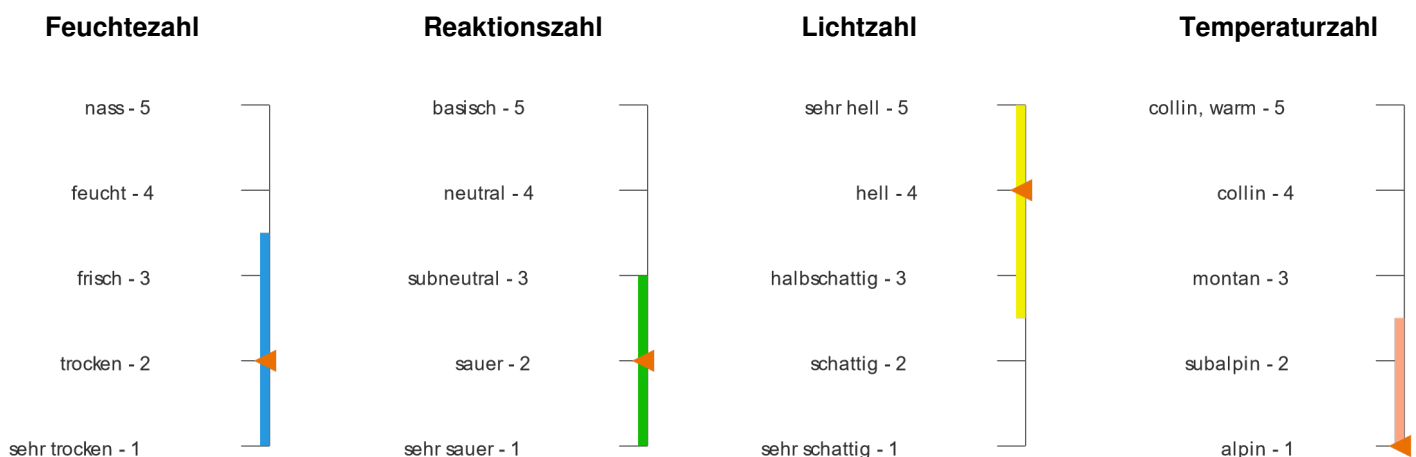 Feuchtezahl
nass - 5
feucht - 4
frisch - 3
trocken - 2
sehr trocken - 1
Reaktionszahl
basisch - 5
neutral - 4
subneutral - 3
sauer - 2
sehr sauer - 1
Lichtzahl
sehr hell - 5
hell - 4
halbschattig - 3
schattig - 2
sehr schattig - 1
Temperaturzahl
collin, warm - 5
collin - 4
montan - 3
subalpin - 2
alpin - 1